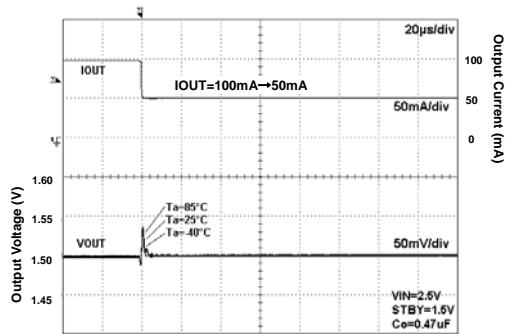 20µs/div
IOUT
IOUT=100mA→50mA
100
50
50mA/div
0
Output Current (mA)
1.60
1.55
1.50
1.45
Output Voltage (V)
Ta=85°C
Ta=25°C
Ta=-40°C
VOUT
50mV/div
VIN=2.5V
STBY=1.5V
Co=0.47uF